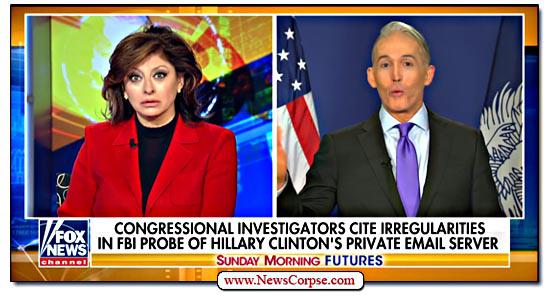 CONGRESSIONAL INVESTIGATORS CITE IRREGULARITIES
IN FBI PROBE OF HILLARY CLINTON'S PRIVATE EMAIL SERVER
FOX
NEWS
channel
SUNDAY MORNING FUTURES
www.NewsCorpse.com